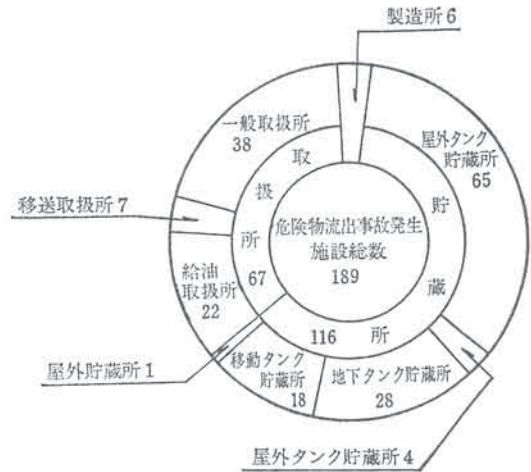 製造所6
一般取扱所
38
屋外タンク
貯蔵所
65
取扱所
67
貯蔵所
116
移送取扱所7
危険物流出事故発生
施設総数
189
給油
取扱所
22
屋外貯蔵所1
移動タンク
貯蔵所
18
地下タンク貯蔵所
28
屋外タンク貯蔵所4